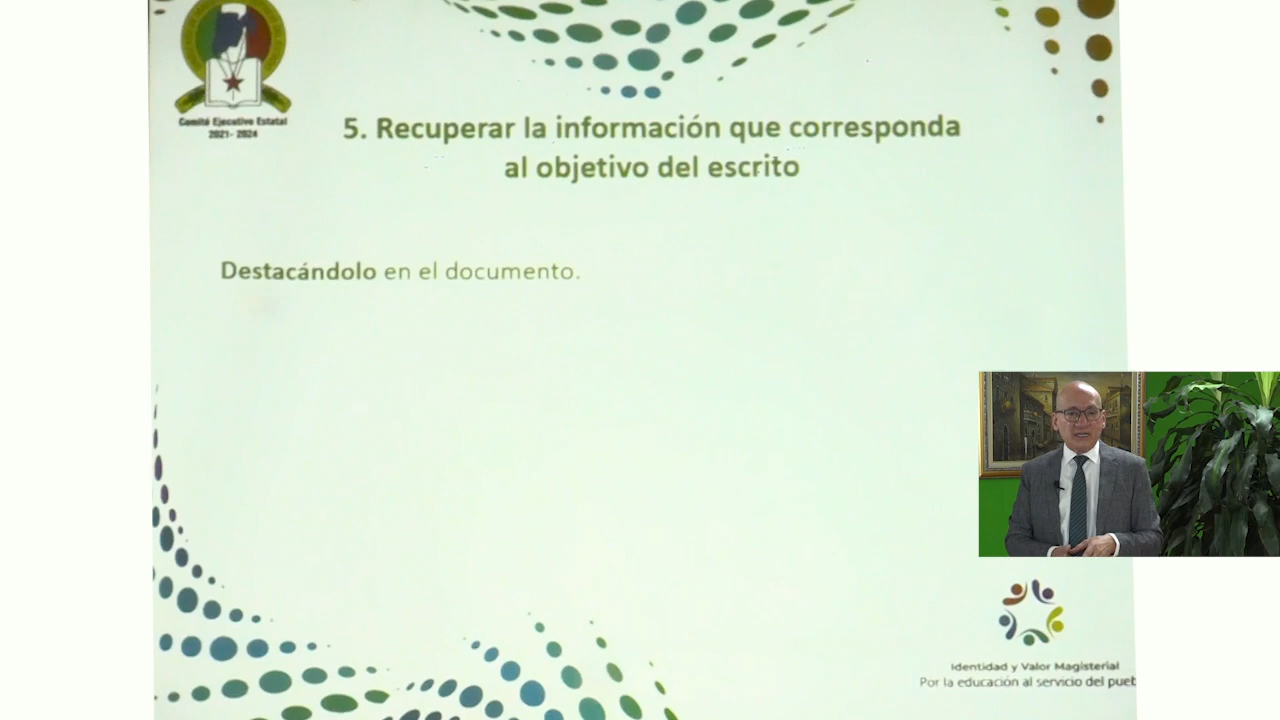 Comité Ejecutivo Estatal
2021- 2024
5. Recuperar la información que corresponda
al objetivo del escrito
Destacándolo en el documento.
Identidad y Valor Magisterial
Por la educación al servicio del pueb